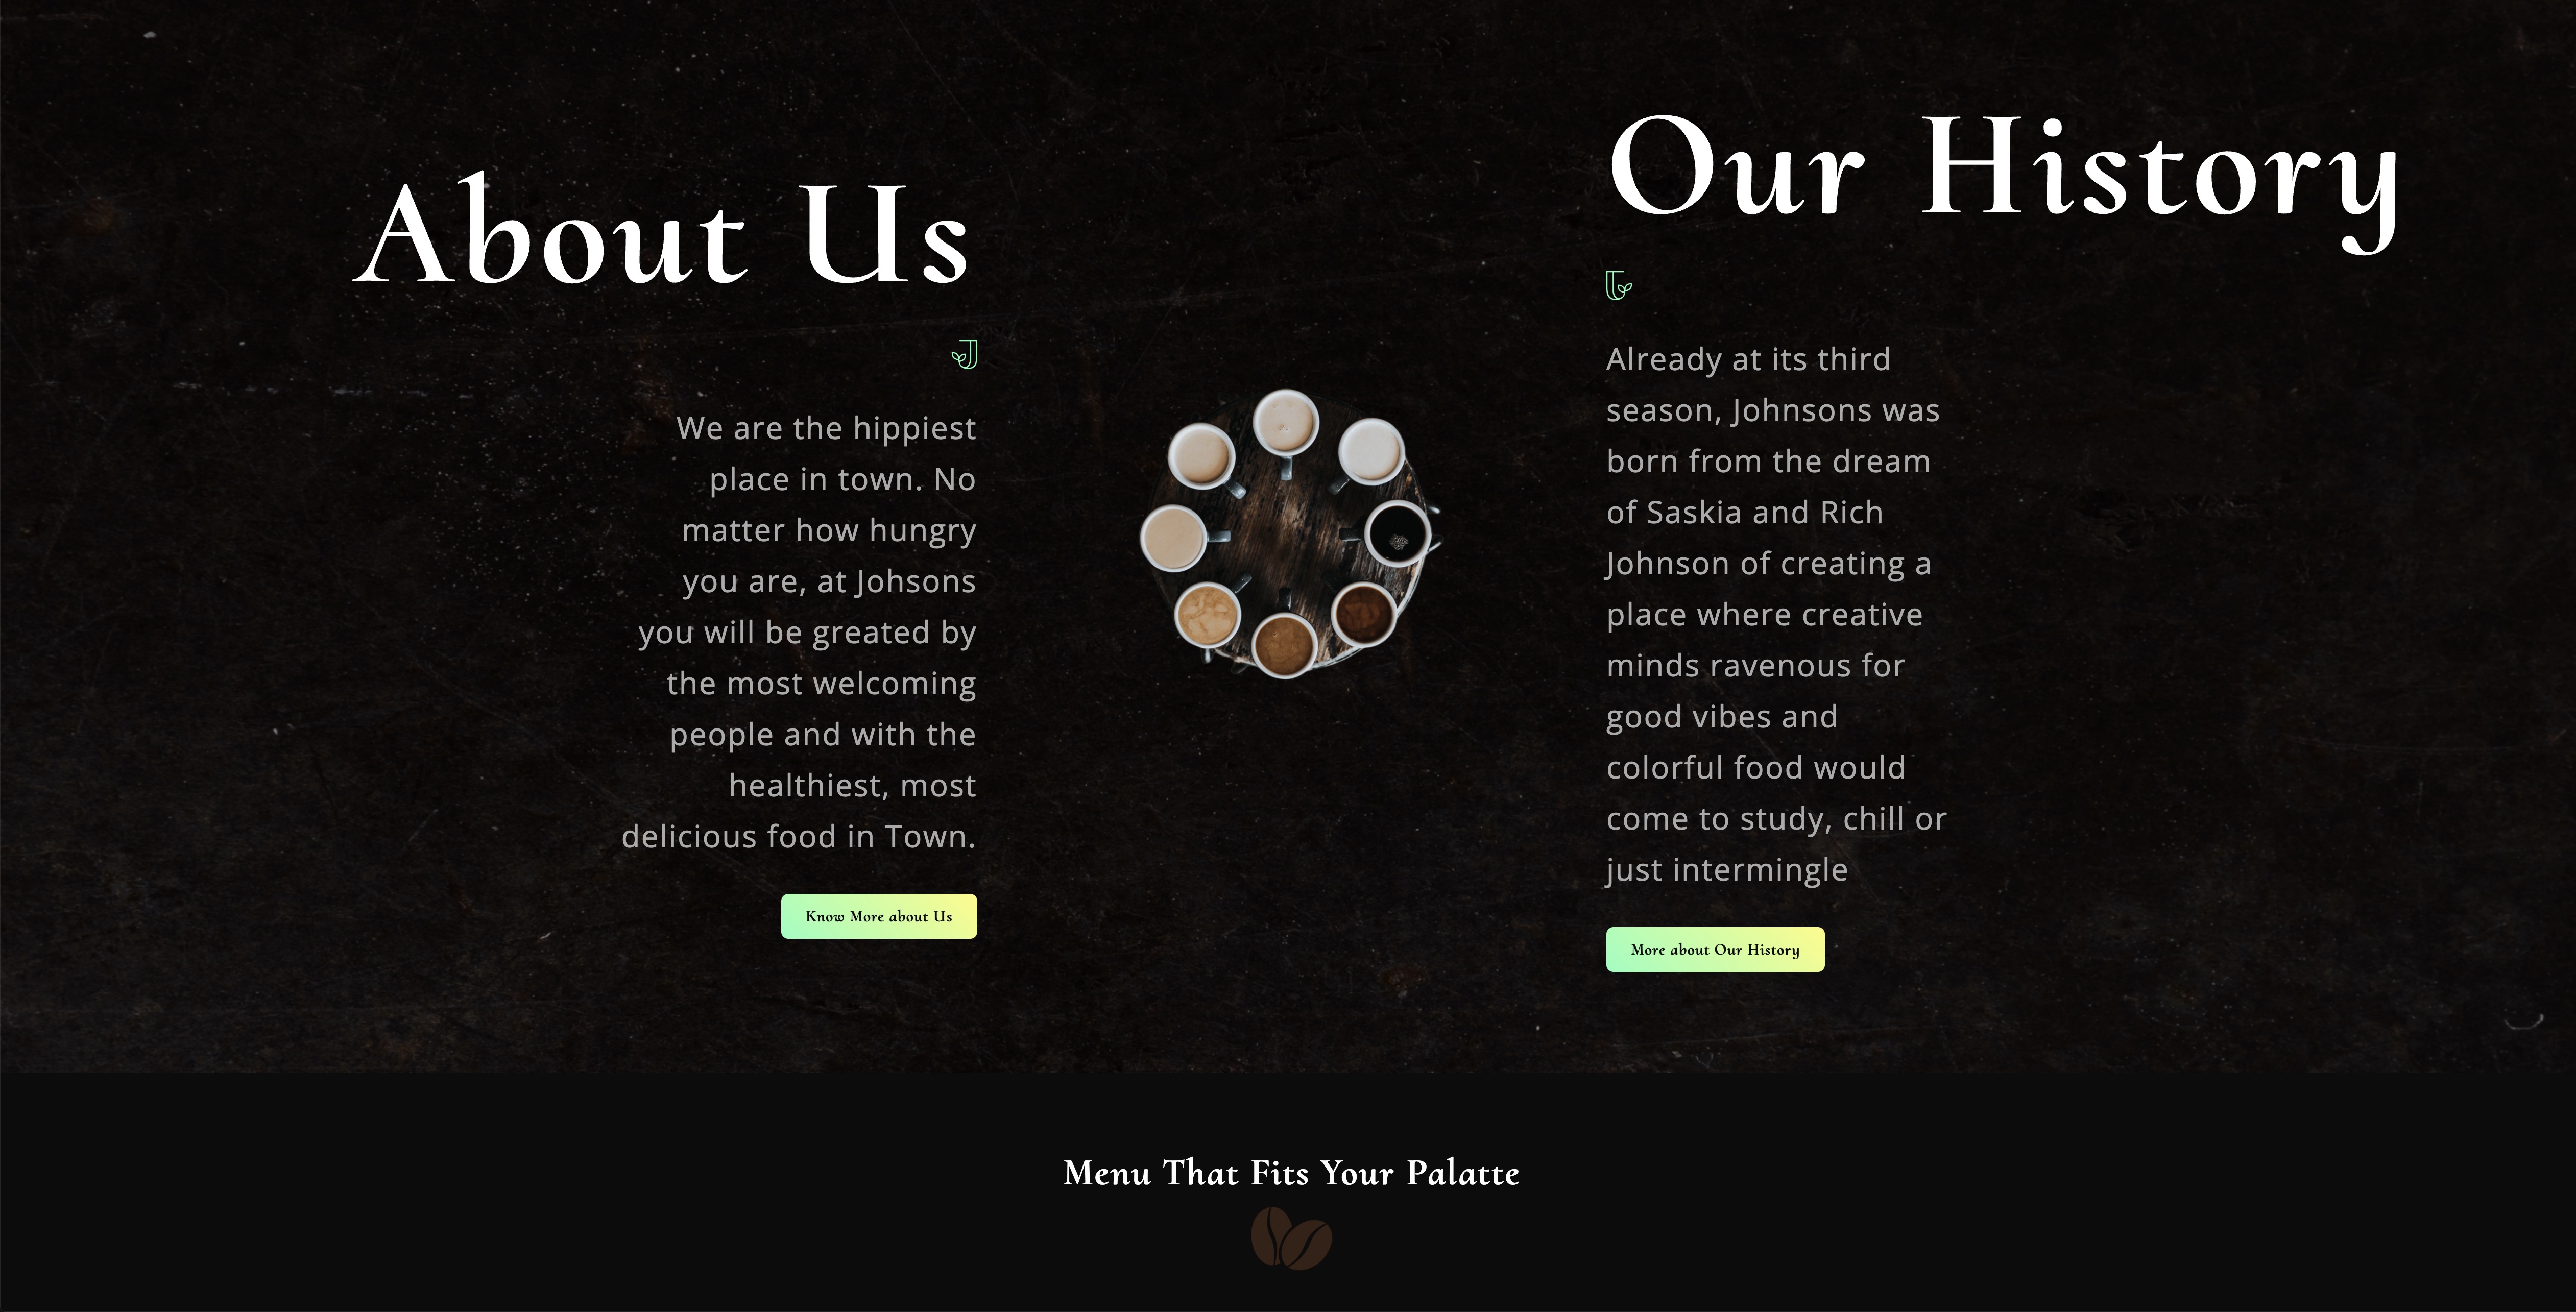 About Us
We are the hippiest
place in town. No
matter how hungry
you are, at Johsons
you will be greated by
the most welcoming
people and with the
healthiest, most
delicious food in Town.
Know More about Us
Our History
Already at its third
season, Johnsons was
born from the dream
of Saskia and Rich
Johnson of creating a
place where creative
minds ravenous for
good vibes and
colorful food would
come to study, chill or
just intermingle
More about Our History
Menu That Fits Your Palatte